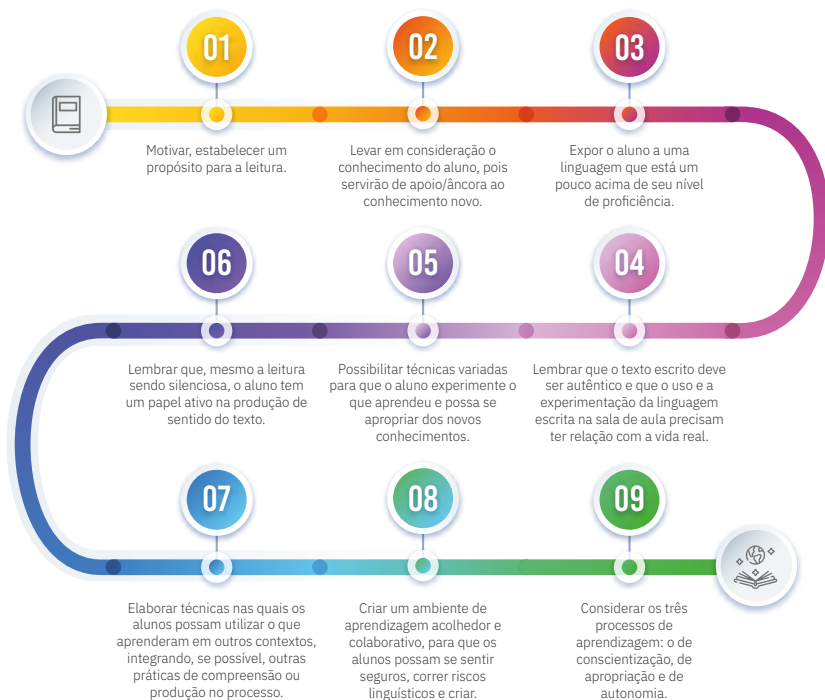 01
Motivar, estabelecer um
propósito para a leitura.
02
Levar em consideração o
conhecimento do aluno, pois
servirão de apoio/âncora ao
conhecimento novo.
03
Expor o aluno a uma
linguagem que está um
pouco acima de seu nível
de proficiência.
04
Lembrar que o texto escrito deve
ser autêntico e que o uso e a
experimentação da linguagem
escrita na sala de aula precisam
ter relação com a vida real.
05
Possibilitar técnicas variadas
para que o aluno experimente o
que aprendeu e possa se
apropriar dos novos
conhecimentos.
06
Lembrar que, mesmo a leitura
sendo silenciosa, o aluno tem
um papel ativo na produção de
sentido do texto.
07
Elaborar técnicas nas quais os
alunos possam utilizar o que
aprenderam em outros contextos,
integrando, se possível, outras
práticas de compreensão ou
produção no processo.
08
Criar um ambiente de
aprendizagem acolhedor e
colaborativo, para que os
alunos possam se sentir
seguros, correr riscos
linguísticos e criar.
09
Considerar os três
processos de
aprendizagem: o de
conscientização, de
apropriação e de
autonomia.